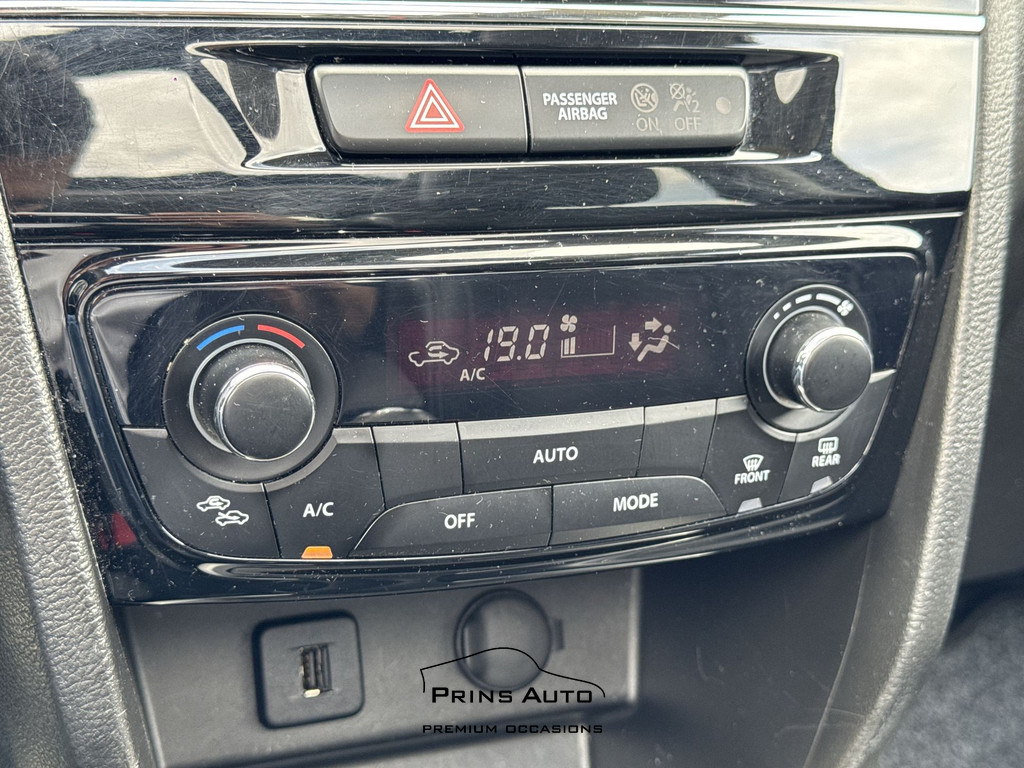 PASSENGER
AIRBAG
ON OFF
19.0
A/C
AUTO
A/C
OFF
MODE
FRONT
REAR
PRINS AUTO
PREMIUM OCCASIONS